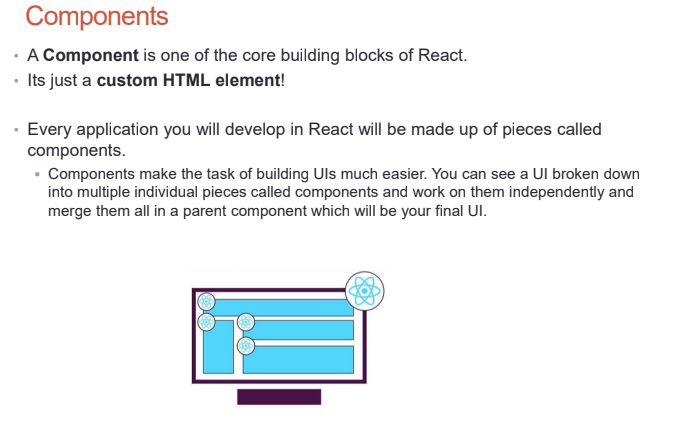 Components
• A Component is one of the core building blocks of React.
• Its just a custom HTML element!
• Every application you will develop in React will be made up of pieces called
components.
▪ Components make the task of building UIs much easier. You can see a UI broken down
into multiple individual pieces called components and work on them independently and
merge them all in a parent component which will be your final UI.